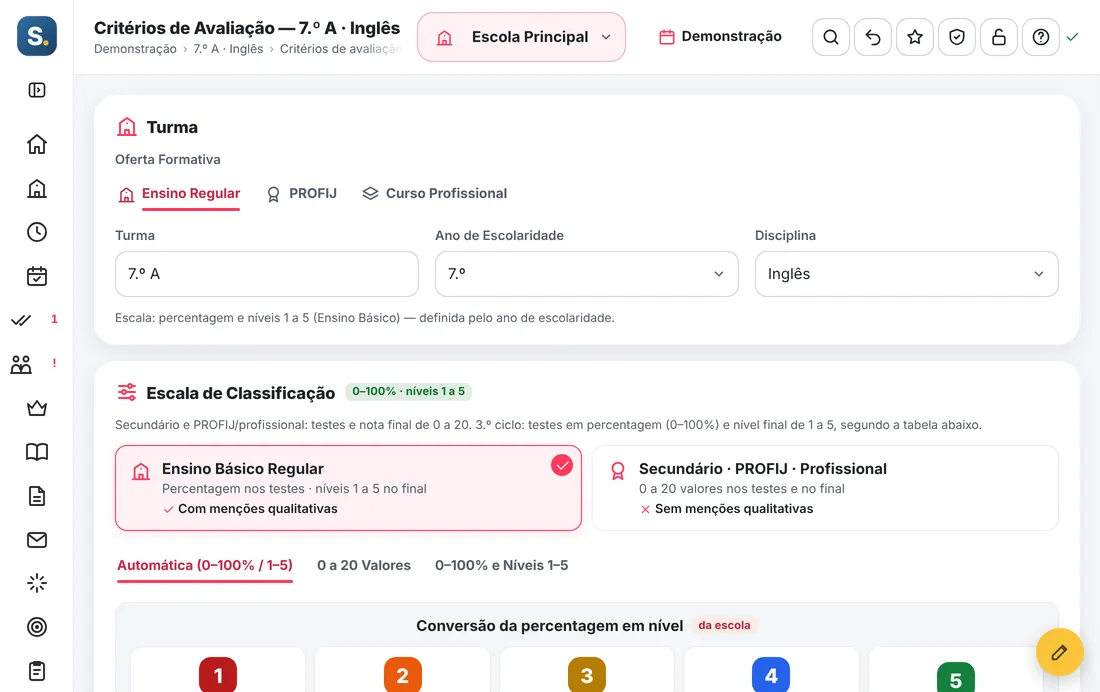 S.
Critérios de Avaliação — 7.º A · Inglês
Demonstração › 7.º A · Inglês › Critérios de avaliação
Escola Principal
Demonstração
1
!
Turma
Oferta Formativa
Ensino Regular PROFIJ Curso Profissional
Turma Ano de Escolaridade Disciplina
7.º A 7.º Inglês
Escala: percentagem e níveis 1 a 5 (Ensino Básico) — definida pelo ano de escolaridade.
Escala de Classificação 0–100% · níveis 1 a 5
Secundário e PROFIJ/profissional: testes e nota final de 0 a 20. 3.º ciclo: testes em percentagem (0–100%) e nível final de 1 a 5, segundo a tabela abaixo.
Ensino Básico Regular
Percentagem nos testes · níveis 1 a 5 no final
Com menções qualitativas
Secundário · PROFIJ · Profissional
0 a 20 valores nos testes e no final
Sem menções qualitativas
Automática (0–100% / 1–5) 0 a 20 Valores 0–100% e Níveis 1–5
Conversão da percentagem em nível da escola
1 2 3 4 5